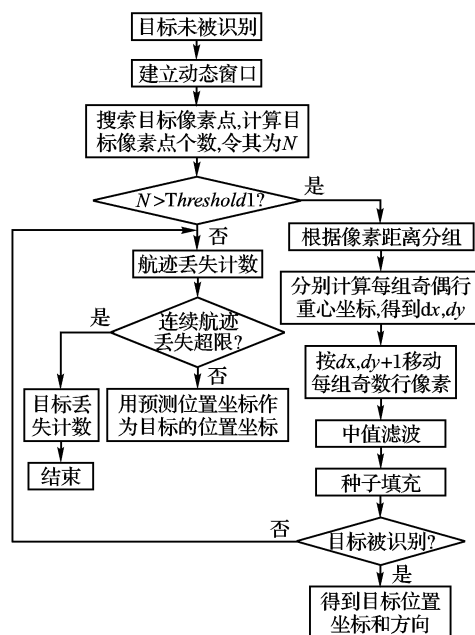 目标未被识别
建立动态窗口
搜索目标像素点,计算目
标像素点个数,令其为N
N>Threshold1?
是
否
根据像素距离分组
航迹丢失计数
分别计算每组奇偶行
重心坐标,得到dx,dy
是
连续航迹
丢失超限?
否
按dx,dy+1移动
每组奇数行像素
目标丢
失计数
用预测位置坐标作
为目标的位置坐标
中值滤波
结束
种子填充
否
目标被识别?
是
得到目标位置
坐标和方向